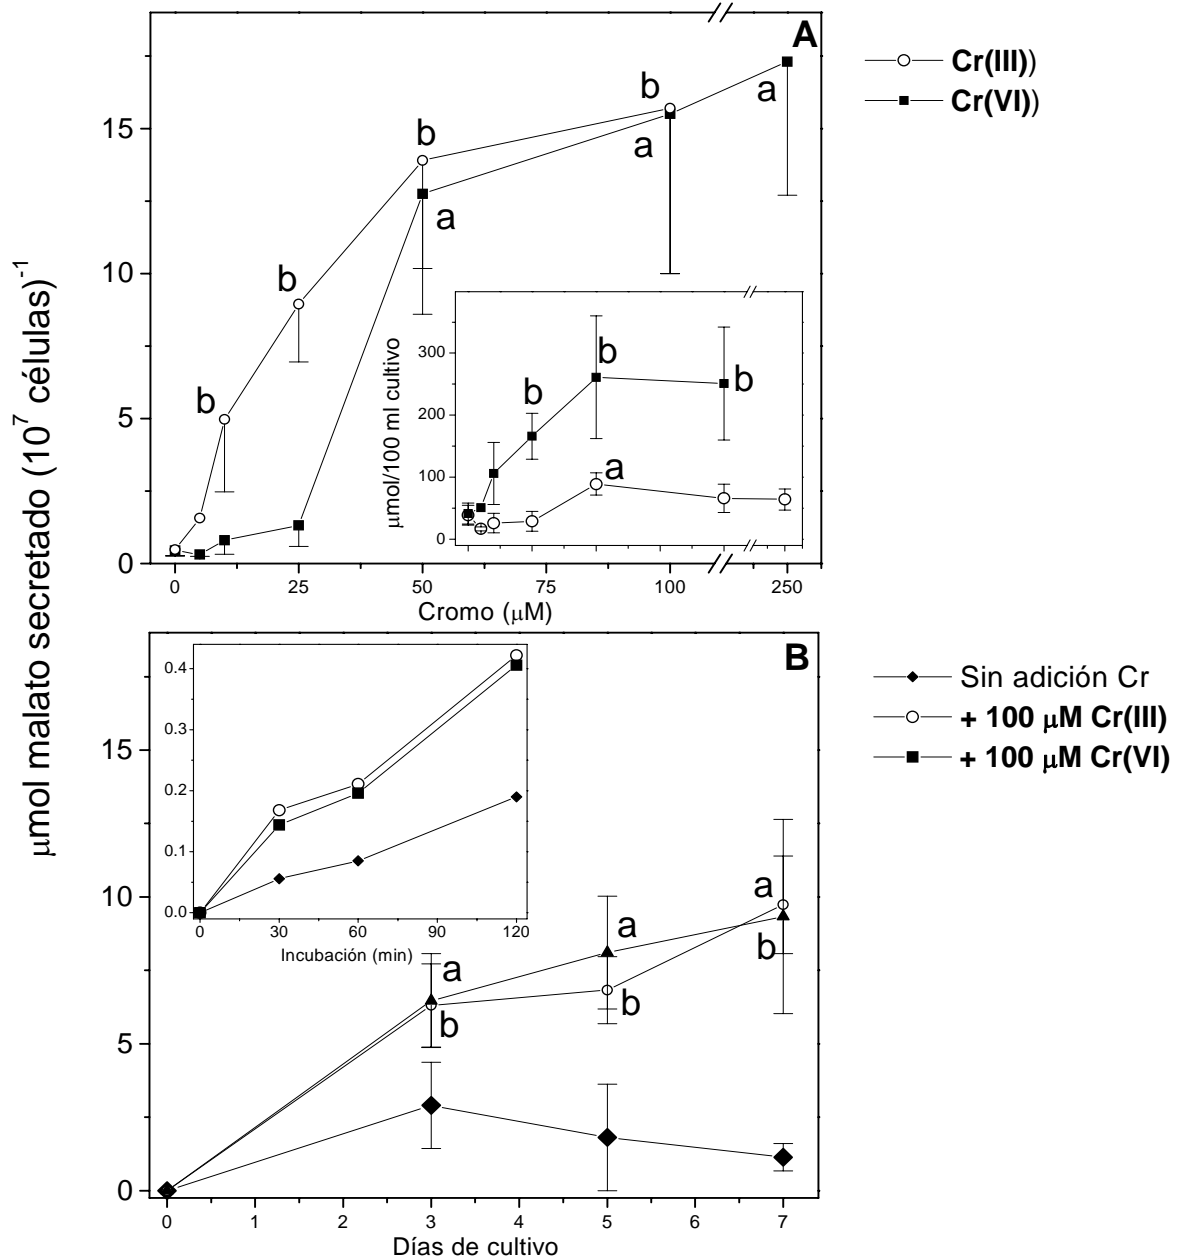 A
Cr(III))
Cr(VI))
b
b
b
b
a
a
a
15
10
5
0
0
25
50
75
100
250
Cromo (μM)
μmol/100 ml cultivo
300
200
100
0
b
b
b
a
μmol malato secretado (10⁷ células)⁻¹
B
Sin adición Cr
+ 100 μM Cr(III)
+ 100 μM Cr(VI)
0.4
0.3
0.2
0.1
0.0
0
30
60
90
120
Incubación (min)
a
a
a
b
b
b
15
10
5
0
0
1
2
3
4
5
6
7
Días de cultivo